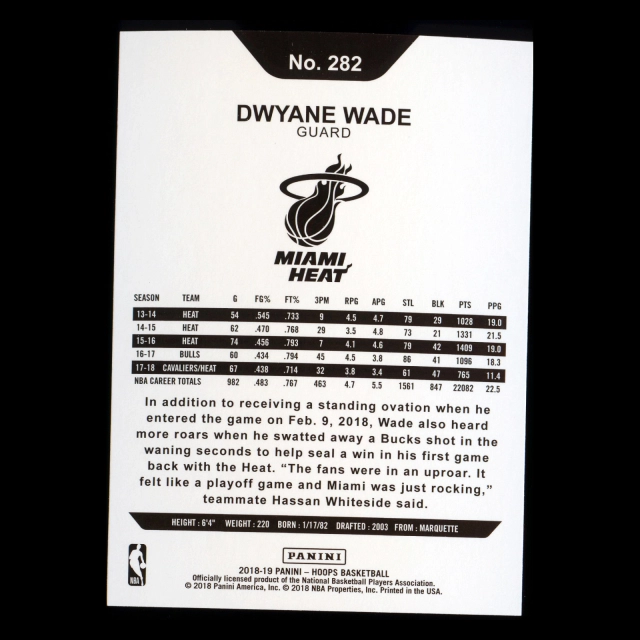 No. 282
DWYANE WADE
GUARD
MIAMI
HEAT
SEASON TEAM G FG% FT% 3PM RPG APG STL BLK PTS PPG
13-14 HEAT 54 .545 .733 9 4.5 4.7 79 29 1028 19.0
14-15 HEAT 62 .470 .768 29 3.5 4.8 73 21 1331 21.5
15-16 HEAT 74 .456 .793 7 4.1 4.6 79 42 1409 19.0
16-17 BULLS 60 .434 .794 45 4.5 3.8 86 41 1096 18.3
17-18 CAVALIERS/HEAT 67 .438 .714 32 3.8 3.4 61 47 765 11.4
NBA CAREER TOTALS 982 .483 .767 463 4.7 5.5 1561 847 22082 22.5
In addition to receiving a standing ovation when he
entered the game on Feb. 9, 2018, Wade also heard
more roars when he swatted away a Bucks shot in the
waning seconds to help seal a win in his first game
back with the Heat. “The fans were in an uproar. It
felt like a playoff game and Miami was just rocking,”
teammate Hassan Whiteside said.
HEIGHT: 6'4" WEIGHT: 220 BORN: 1/17/82 DRAFTED: 2003 FROM: MARQUETTE
PANINI
NBA
2018-19 PANINI – HOOPS BASKETBALL
Officially licensed product of the National Basketball Players Association.
© 2018 Panini America, Inc. © 2018 NBA Properties, Inc. Printed in the USA.